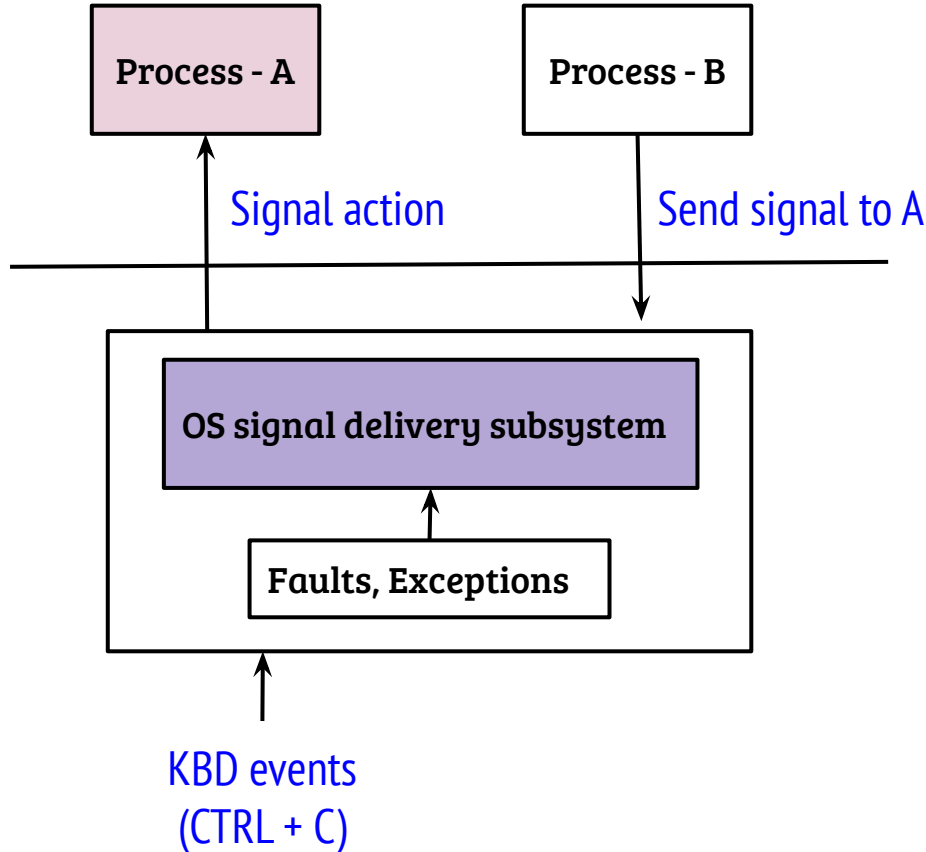 Process - A
Process - B
Signal action
Send signal to A
OS signal delivery subsystem
Faults, Exceptions
KBD events
(CTRL + C)